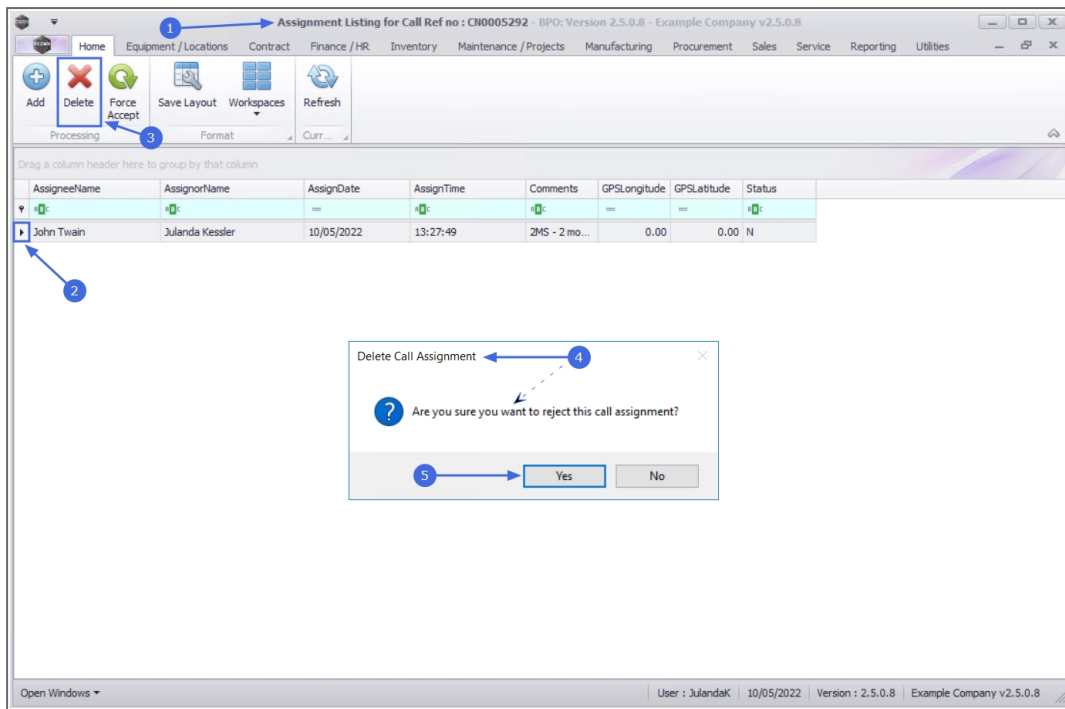 1
Assignment Listing for Call Ref no : CN0005292 - BPO: Version 2.5.0.8 - Example Company v2.5.0.8
Home Equipment / Locations Contract Finance / HR Inventory Maintenance / Projects Manufacturing Procurement Sales Service Reporting Utilities
Add Delete Force Accept Save Layout Workspaces Refresh
3
Processing Format Curr...
Drag a column header here to group by that column
AssigneeName AssignorName AssignDate AssignTime Comments GPSLongitude GPSLatitude Status
= = =
John Twain Julanda Kessler 10/05/2022 13:27:49 2MS - 2 mo... 0.00 0.00 N
2
Delete Call Assignment 4
? Are you sure you want to reject this call assignment?
5 Yes No
Open Windows User : JulandaK 10/05/2022 Version : 2.5.0.8 Example Company v2.5.0.8